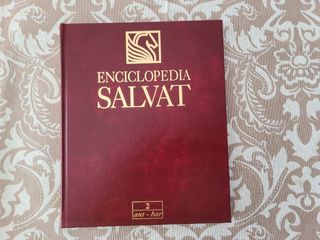 ENCICLOPEDIA
SALVAT
2
ant - bar